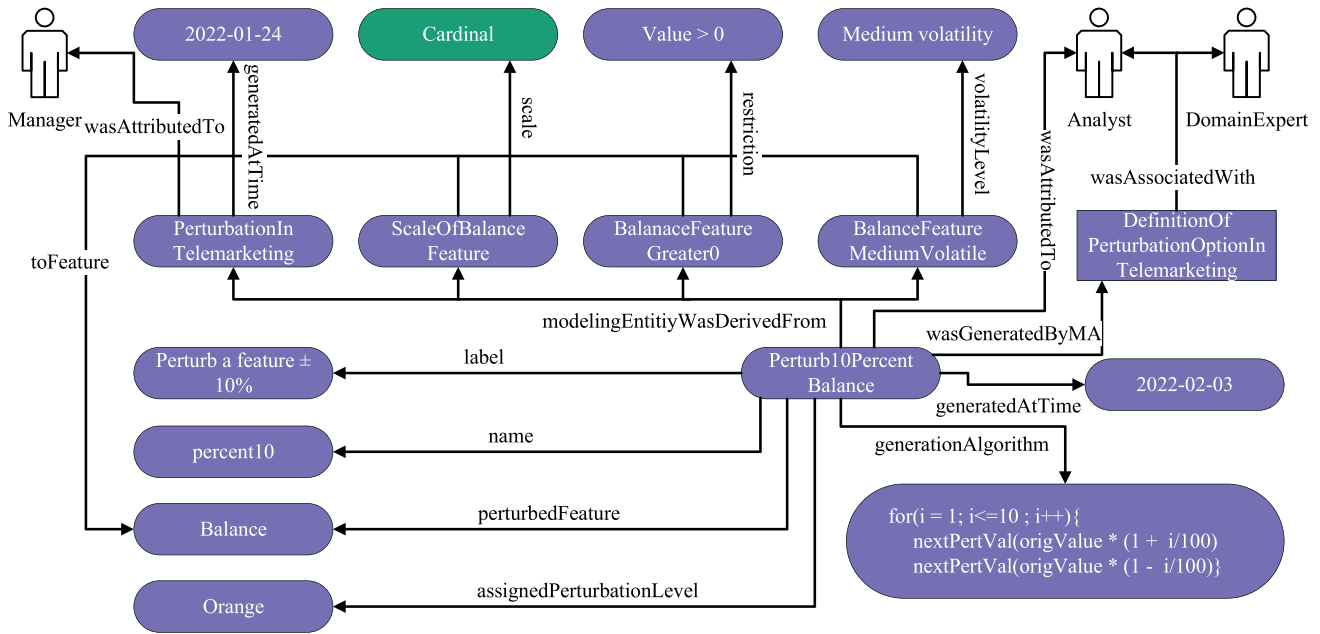 2022-01-24
Cardinal
Value > 0
Medium volatility
Manager
wasAttributedTo
generatedAtTime
scale
restriction
volatilityLevel
wasAttributedTo
Analyst
DomainExpert
wasAssociatedWith
PerturbationIn
Telemarketing
ScaleOfBalance
Feature
BalanaceFeature
Greater0
BalanceFeature
MediumVolatile
DefinitionOf
PerturbationOptionIn
Telemarketing
toFeature
modelingEntitiyWasDerivedFrom
wasGeneratedByMA
Perturb a feature ±
10%
label
Perturb10Percent
Balance
2022-02-03
generatedAtTime
percent10
name
generationAlgorithm
Balance
perturbedFeature
for(i = 1; i<=10 ; i++){
nextPertVal(origValue * (1 + i/100)
nextPertVal(origValue * (1 - i/100)}
Orange
assignedPerturbationLevel